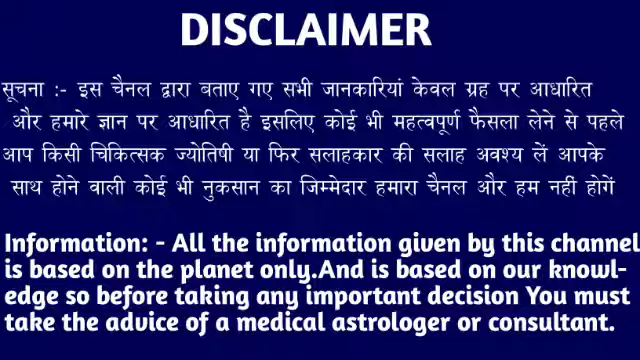 DISCLAIMER
सूचना :- इस चैनल द्वारा बताए गए सभी जानकारियां केवल ग्रह पर आधारित
और हमारे ज्ञान पर आधारित है इसलिए कोई भी महत्वपूर्ण फैसला लेने से पहले
आप किसी चिकित्सक ज्योतिषी या फिर सलाहकार की सलाह अवश्य लें आपके
साथ होने वाली कोई भी नुकसान का जिम्मेदार हमारा चैनल और हम नहीं होगें
Information: - All the information given by this channel
is based on the planet only.And is based on our knowl-
edge so before taking any important decision You must
take the advice of a medical astrologer or consultant.